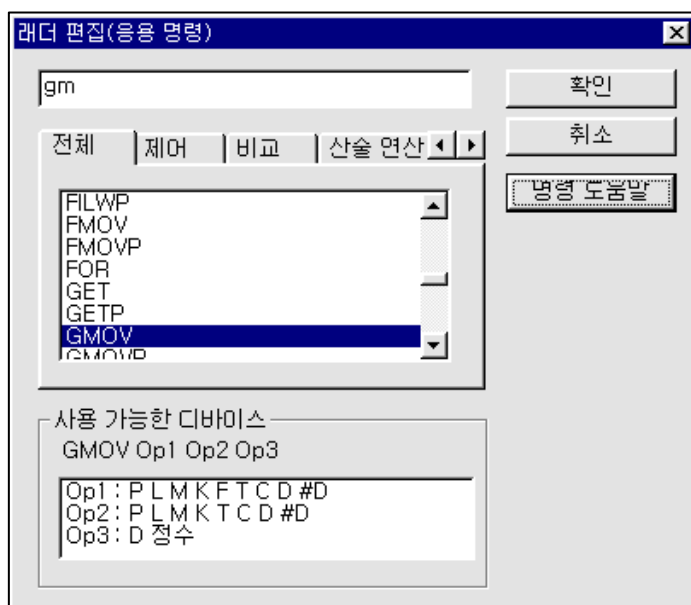 래더 편집(응용 명령)
gm
확인
취소
명령 도움말
전체 제어 비교 산술 연산
FILWP
FMOV
FMOVP
FOR
GET
GETP
GMOV
GMOVP
사용 가능한 디바이스
GMOV Op1 Op2 Op3
Op1 : P L M K F T C D #D
Op2 : P L M K T C D #D
Op3 : D 정수